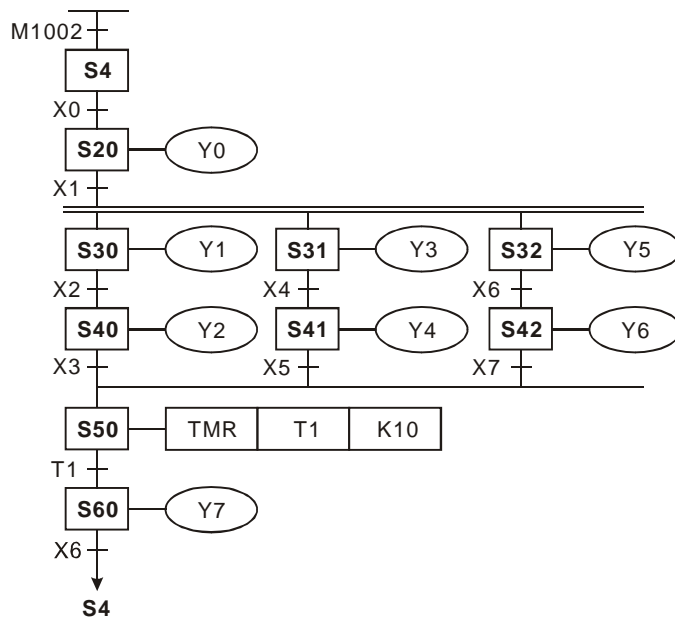 M1002
S4
X0
S20 Y0
X1
S30 Y1 S31 Y3 S32 Y5
X2 X4 X6
S40 Y2 S41 Y4 S42 Y6
X3 X5 X7
S50 TMR T1 K10
T1
S60 Y7
X6
S4